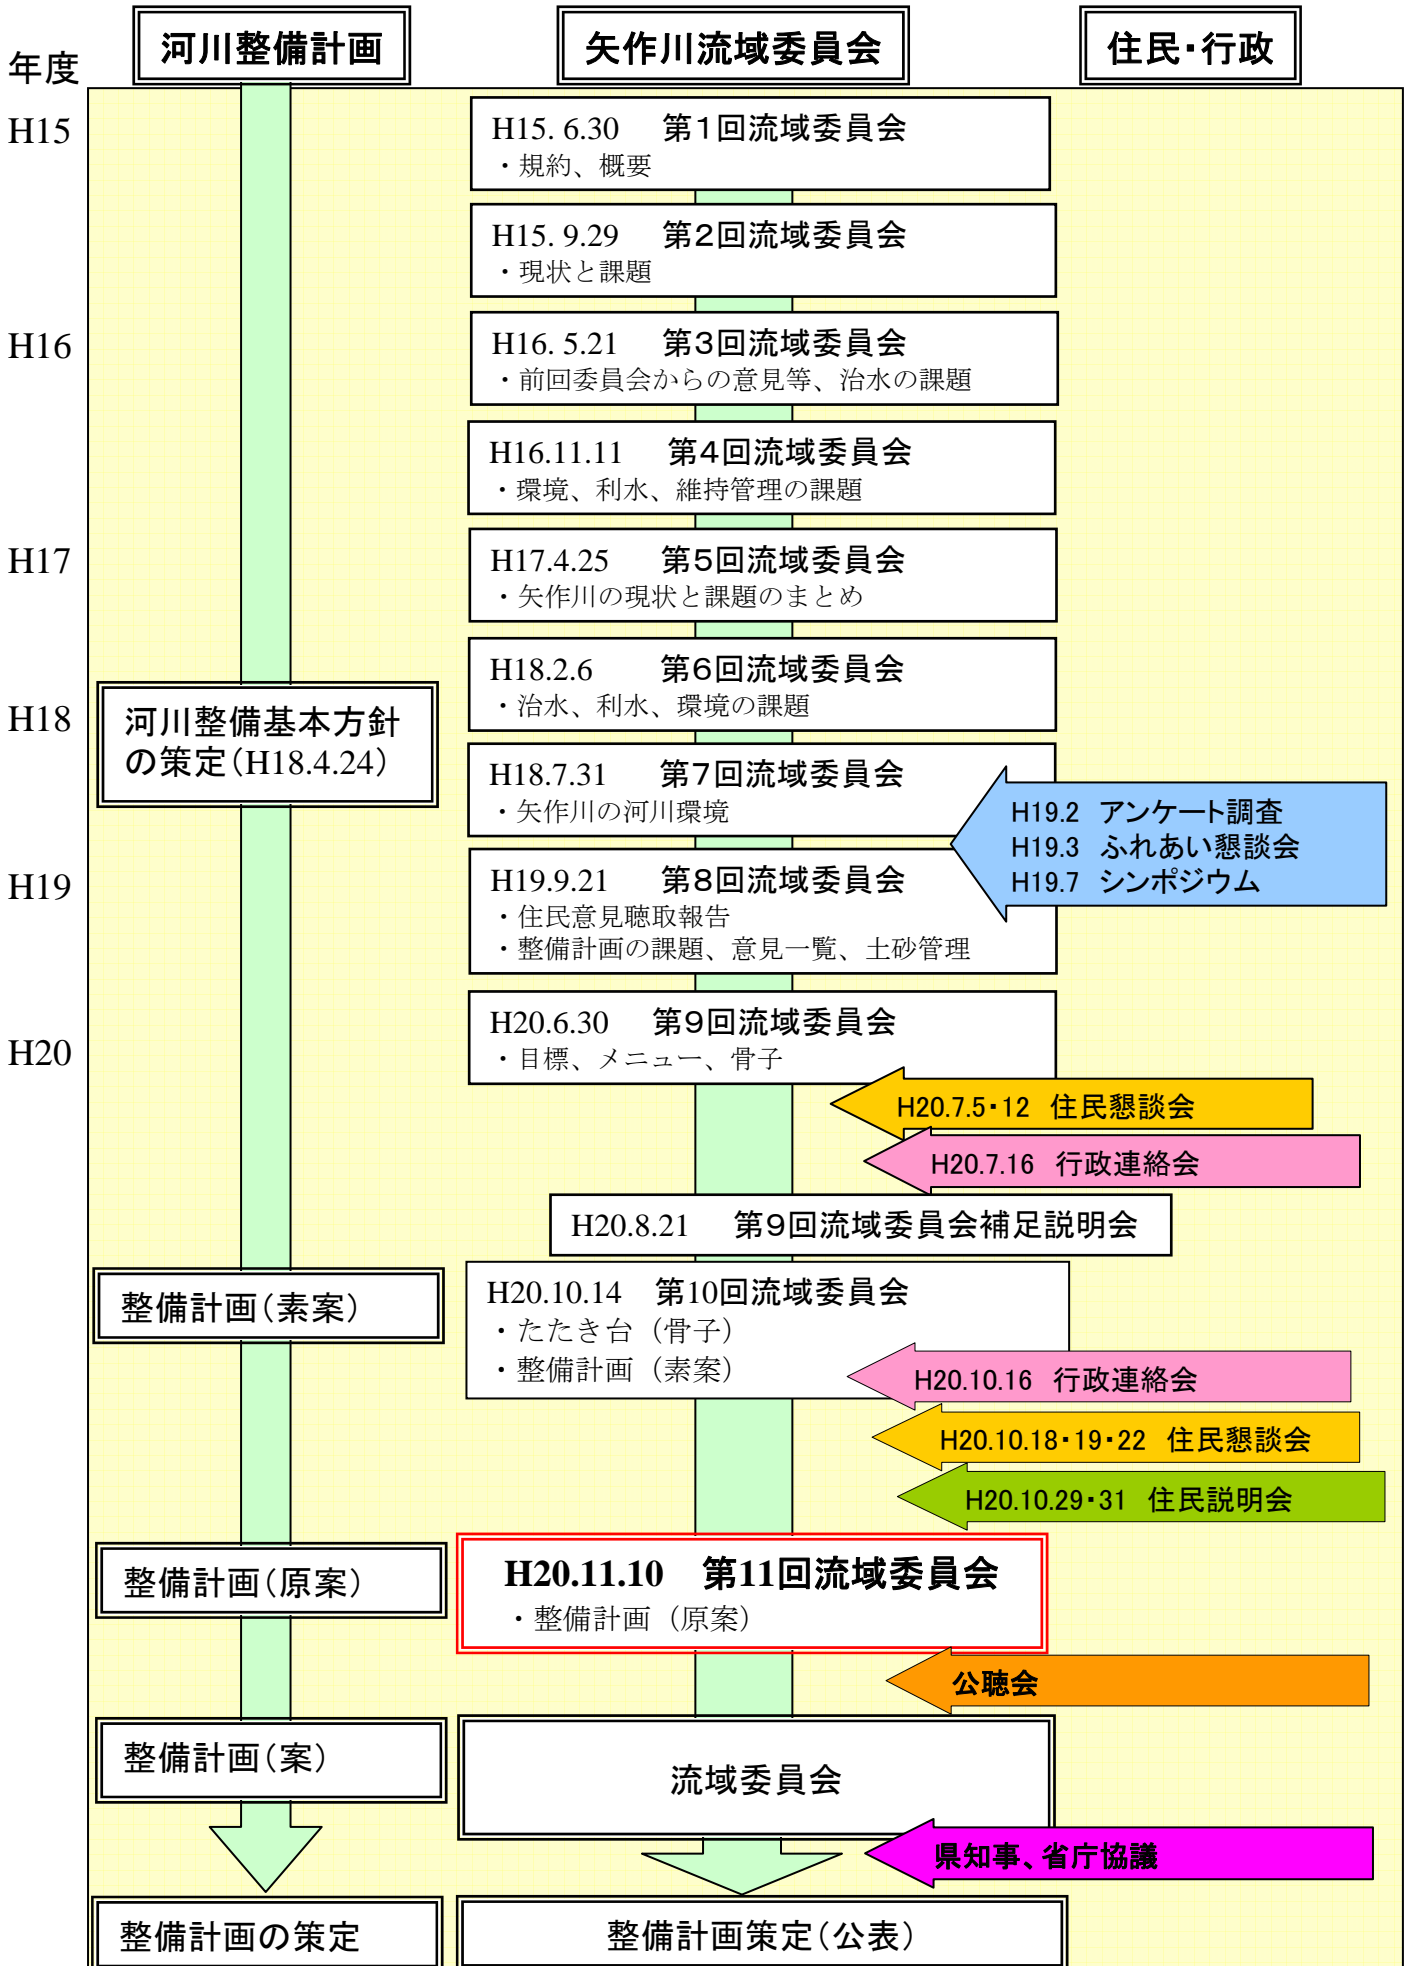 河川整備計画
矢作川流域委員会
住民・行政
年度
H15
H15. 6.30 第1回流域委員会
・規約、概要
H15. 9.29 第2回流域委員会
・現状と課題
H16
H16. 5.21 第3回流域委員会
・前回委員会からの意見等、治水の課題
H16.11.11 第4回流域委員会
・環境、利水、維持管理の課題
H17
H17.4.25 第5回流域委員会
・矢作川の現状と課題のまとめ
H18.2.6 第6回流域委員会
・治水、利水、環境の課題
H18
河川整備基本方針
の策定(H18.4.24)
H18.7.31 第7回流域委員会
・矢作川の河川環境
H19.2 アンケート調査
H19.3 ふれあい懇談会
H19.7 シンポジウム
H19
H19.9.21 第8回流域委員会
・住民意見聴取報告
・整備計画の課題、意見一覧、土砂管理
H20
H20.6.30 第9回流域委員会
・目標、メニュー、骨子
H20.7.5・12 住民懇談会
H20.7.16 行政連絡会
H20.8.21 第9回流域委員会補足説明会
整備計画(素案)
H20.10.14 第10回流域委員会
・たたき台(骨子)
・整備計画(素案)
H20.10.16 行政連絡会
H20.10.18・19・22 住民懇談会
H20.10.29・31 住民説明会
整備計画(原案)
H20.11.10 第11回流域委員会
・整備計画(原案)
公聴会
整備計画(案)
流域委員会
県知事、省庁協議
整備計画の策定
整備計画策定(公表)